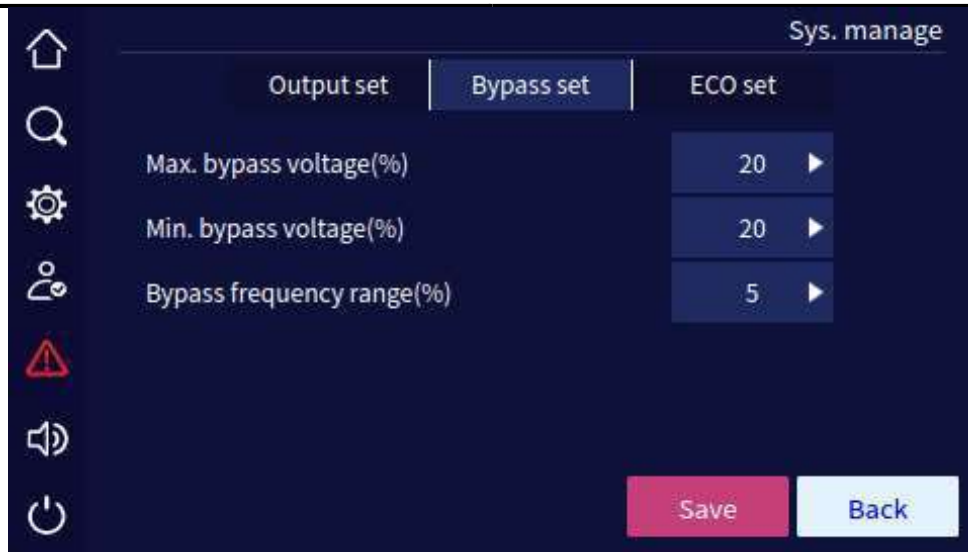 Sys. manage
Output set Bypass set ECO set
Max. bypass voltage(%) 20
Min. bypass voltage(%) 20
Bypass frequency range(%) 5
Save Back